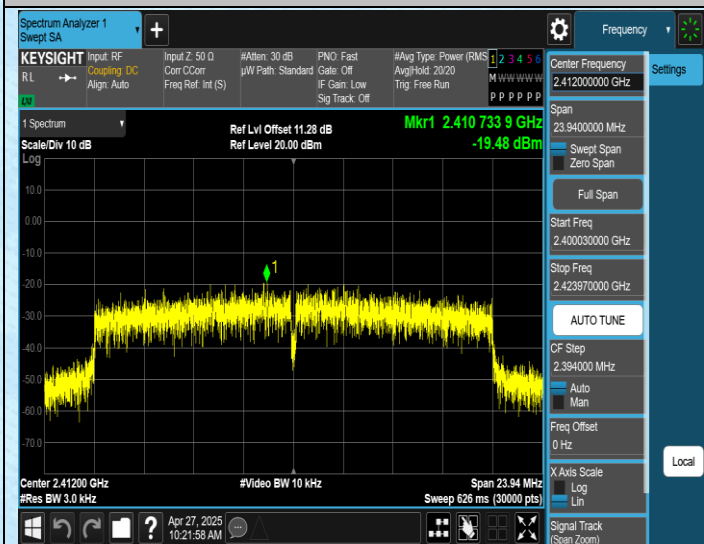 Spectrum Analyzer 1
Swept SA
+
Frequency
KEYSIGHT
RL
LXI
Input: RF
Coupling: DC
Align: Auto
Input Z: 50 Ω
Corr CCorr
Freq Ref: Int (S)
#Atten: 30 dB
µW Path: Standard
PNO: Fast
Gate: Off
IF Gain: Low
Sig Track: Off
#Avg Type: Power (RMS
Avg|Hold: 20/20
Trig: Free Run
1 2 3 4 5 6
M W W W W W
P P P P P P
Center Frequency
2.412000000 GHz
Settings
Span
23.9400000 MHz
Swept Span
Zero Span
Full Span
Start Freq
2.400030000 GHz
Stop Freq
2.423970000 GHz
AUTO TUNE
CF Step
2.394000 MHz
Auto
Man
Freq Offset
0 Hz
X Axis Scale
Log
Lin
Signal Track
(Span Zoom)
Local
1 Spectrum
Scale/Div 10 dB
Log
Ref Lvl Offset 11.28 dB
Ref Level 20.00 dBm
Mkr1 2.410 733 9 GHz
-19.48 dBm
10.0
0.00
-10.0
-20.0
-30.0
-40.0
-50.0
-60.0
-70.0
1
Center 2.41200 GHz
#Res BW 3.0 kHz
#Video BW 10 kHz
Span 23.94 MHz
Sweep 626 ms (30000 pts)
?
Apr 27, 2025
10:21:58 AM